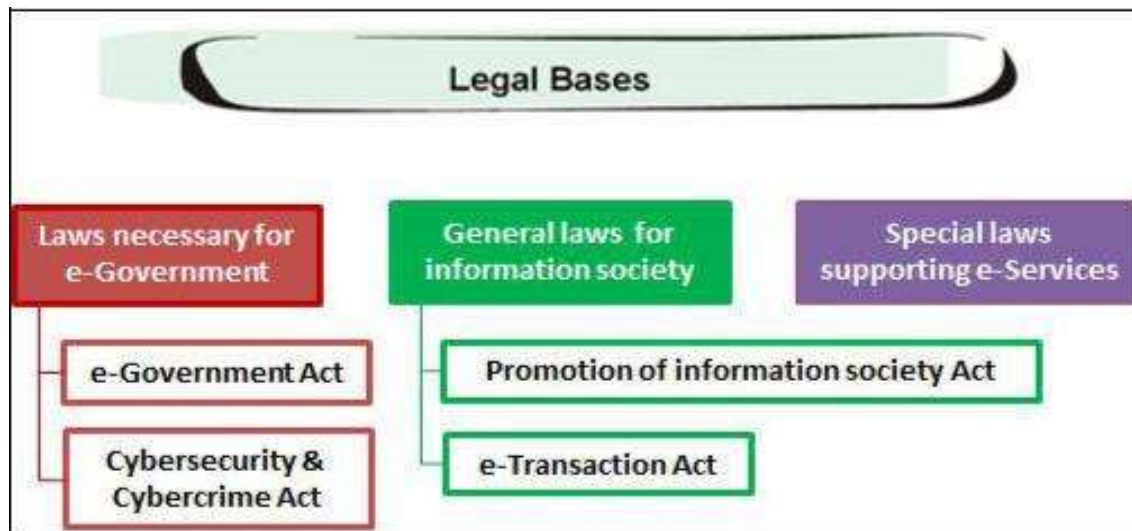 Legal Bases
Laws necessary for
e-Government
General laws for
information society
Special laws
supporting e-Services
e-Government Act
Cybersecurity &
Cybercrime Act
Promotion of information society Act
e-Transaction Act